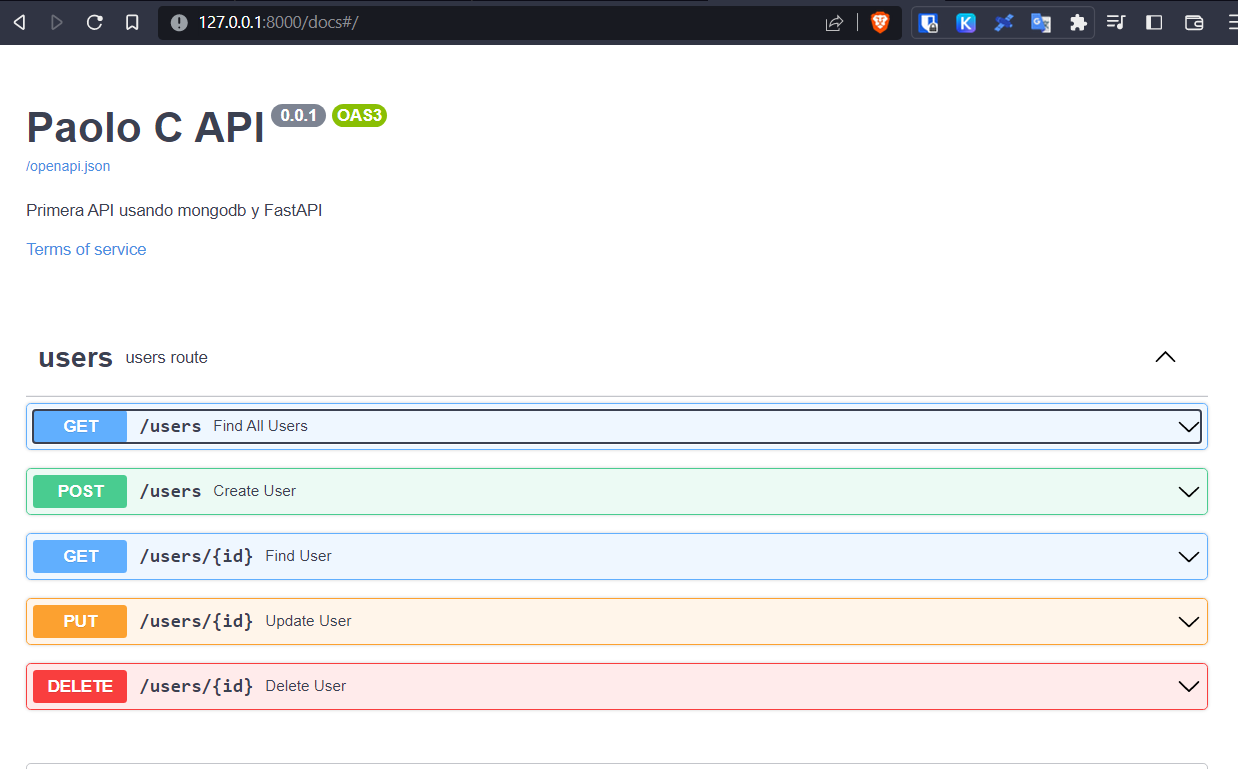 127.0.0.1:8000/docs#/
Paolo C API 0.0.1 OAS3
/openapi.json
Primera API usando mongodb y FastAPI
Terms of service
users users route
GET /users Find All Users
POST /users Create User
GET /users/{id} Find User
PUT /users/{id} Update User
DELETE /users/{id} Delete User